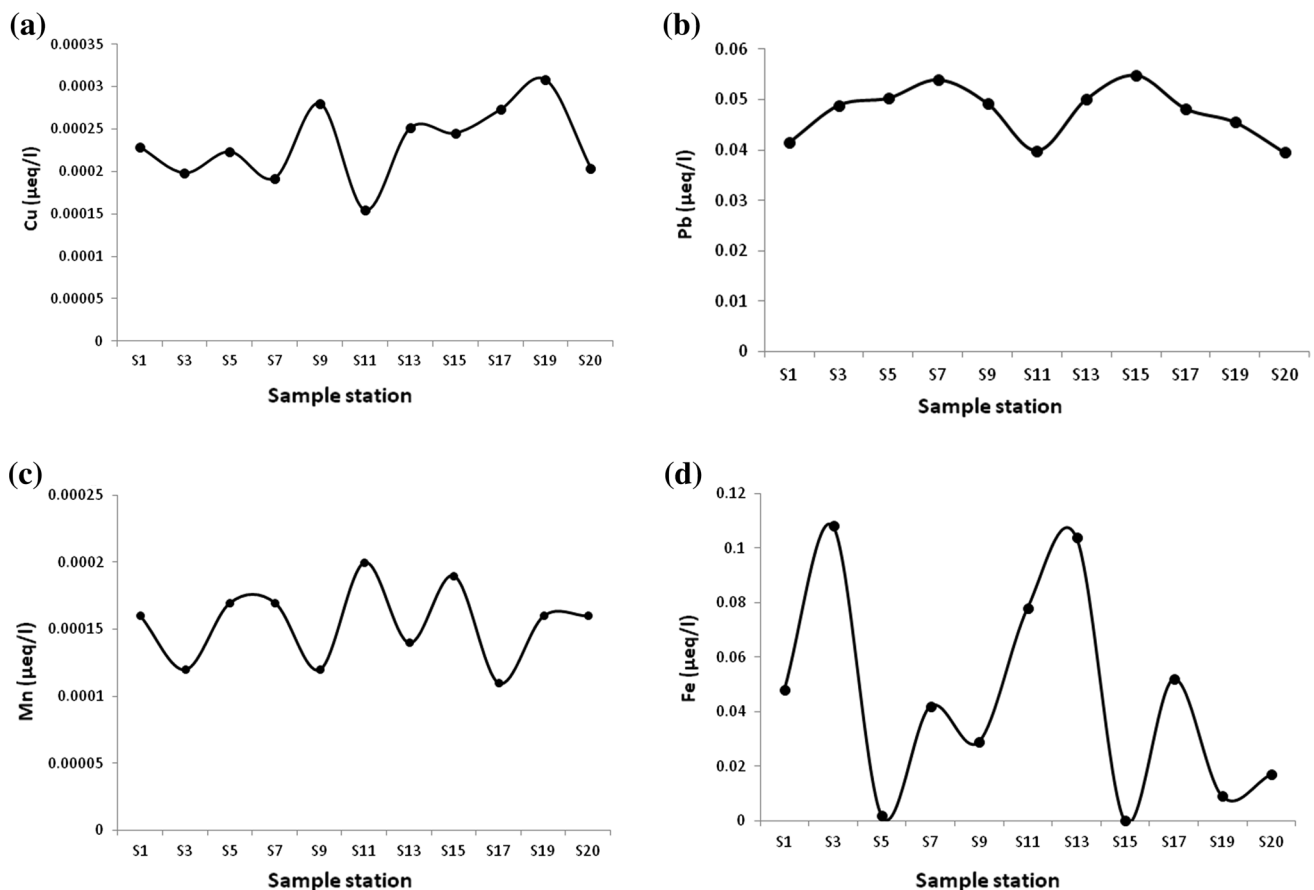 (a)
0.00035
0.0003
0.00025
0.0002
0.00015
0.0001
0.00005
0
Cu (µeq/l)
S1 S3 S5 S7 S9 S11 S13 S15 S17 S19 S20
Sample station
(b)
0.06
0.05
0.04
0.03
0.02
0.01
0
Pb (µeq/l)
S1 S3 S5 S7 S9 S11 S13 S15 S17 S19 S20
Sample station
(c)
0.00025
0.0002
0.00015
0.0001
0.00005
0
Mn (µeq/l)
S1 S3 S5 S7 S9 S11 S13 S15 S17 S19 S20
Sample station
(d)
0.12
0.1
0.08
0.06
0.04
0.02
0
Fe (µeq/l)
S1 S3 S5 S7 S9 S11 S13 S15 S17 S19 S20
Sample station